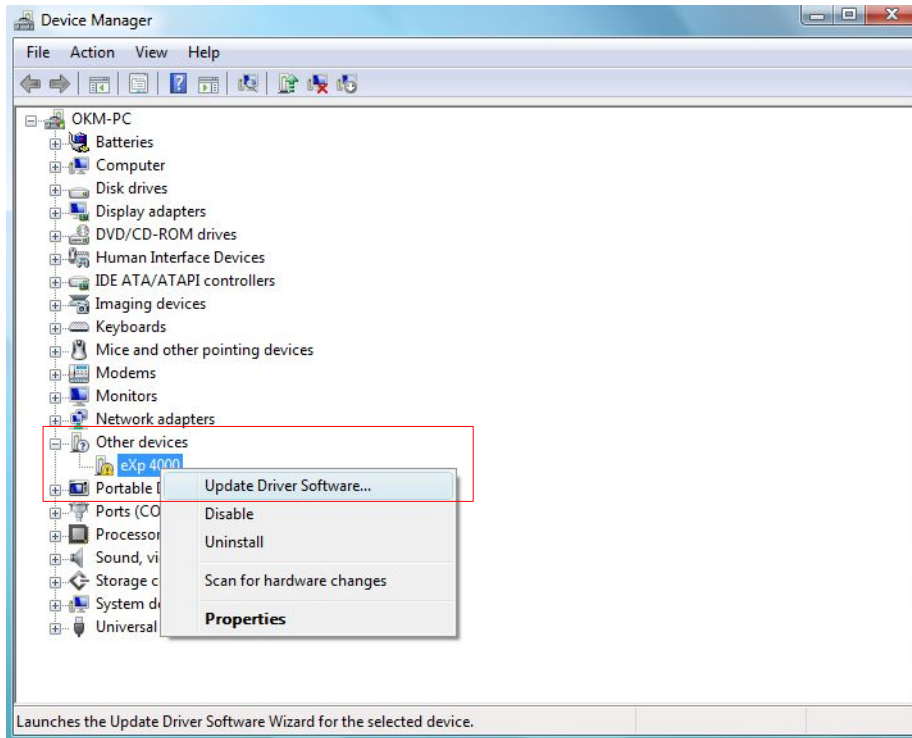 Device Manager
File Action View Help
OKM-PC
Batteries
Computer
Disk drives
Display adapters
DVD/CD-ROM drives
Human Interface Devices
IDE ATA/ATAPI controllers
Imaging devices
Keyboards
Mice and other pointing devices
Modems
Monitors
Network adapters
Other devices
eXp 4000
Portable
Ports (CO
Processor
Sound, vi
Storage c
System de
Universal
Update Driver Software...
Disable
Uninstall
Scan for hardware changes
Properties
Launches the Update Driver Software Wizard for the selected device.